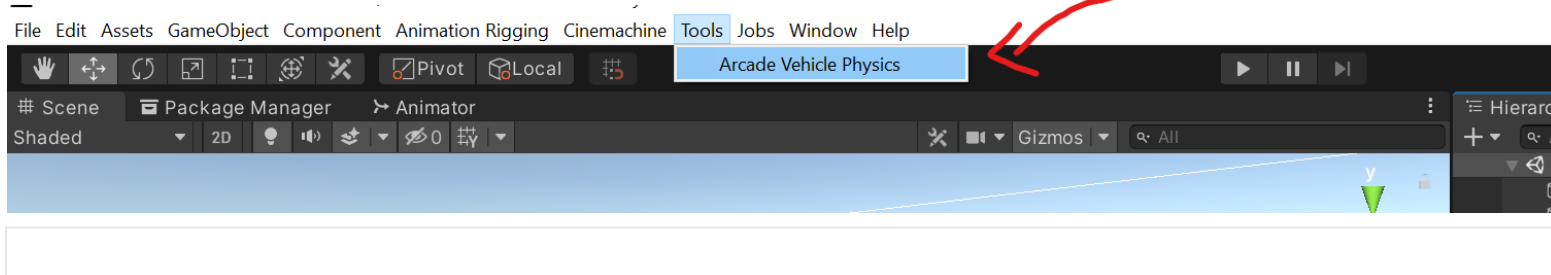 File Edit Assets GameObject Component Animation Rigging Cinemachine Tools Jobs Window Help
Arcade Vehicle Physics
Pivot Local
# Scene Package Manager Animator
Shaded 2D 0 Gizmos All
y